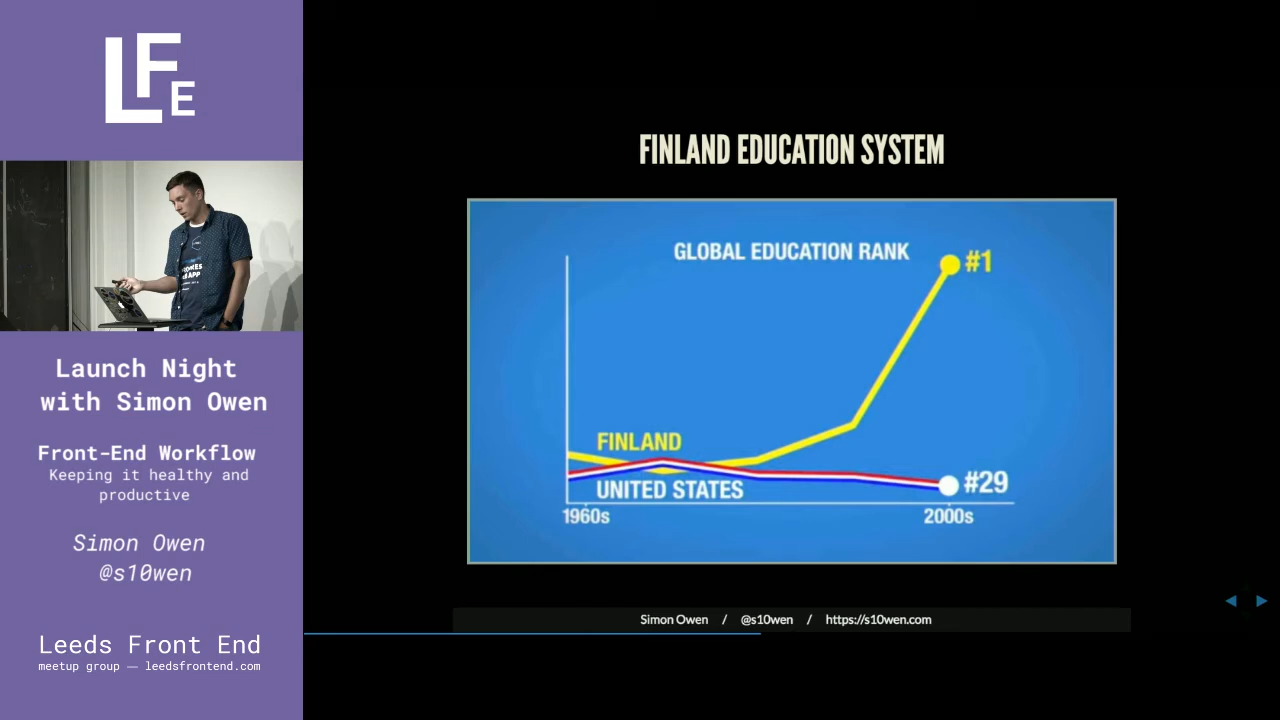 LFE
Launch Night
with Simon Owen
Front-End Workflow
Keeping it healthy and
productive
Simon Owen
@s10wen
Leeds Front End
meetup group — leedsfrontend.com
FINLAND EDUCATION SYSTEM
GLOBAL EDUCATION RANK
#1
FINLAND
UNITED STATES
#29
1960s
2000s
Simon Owen / @s10wen / https://s10wen.com